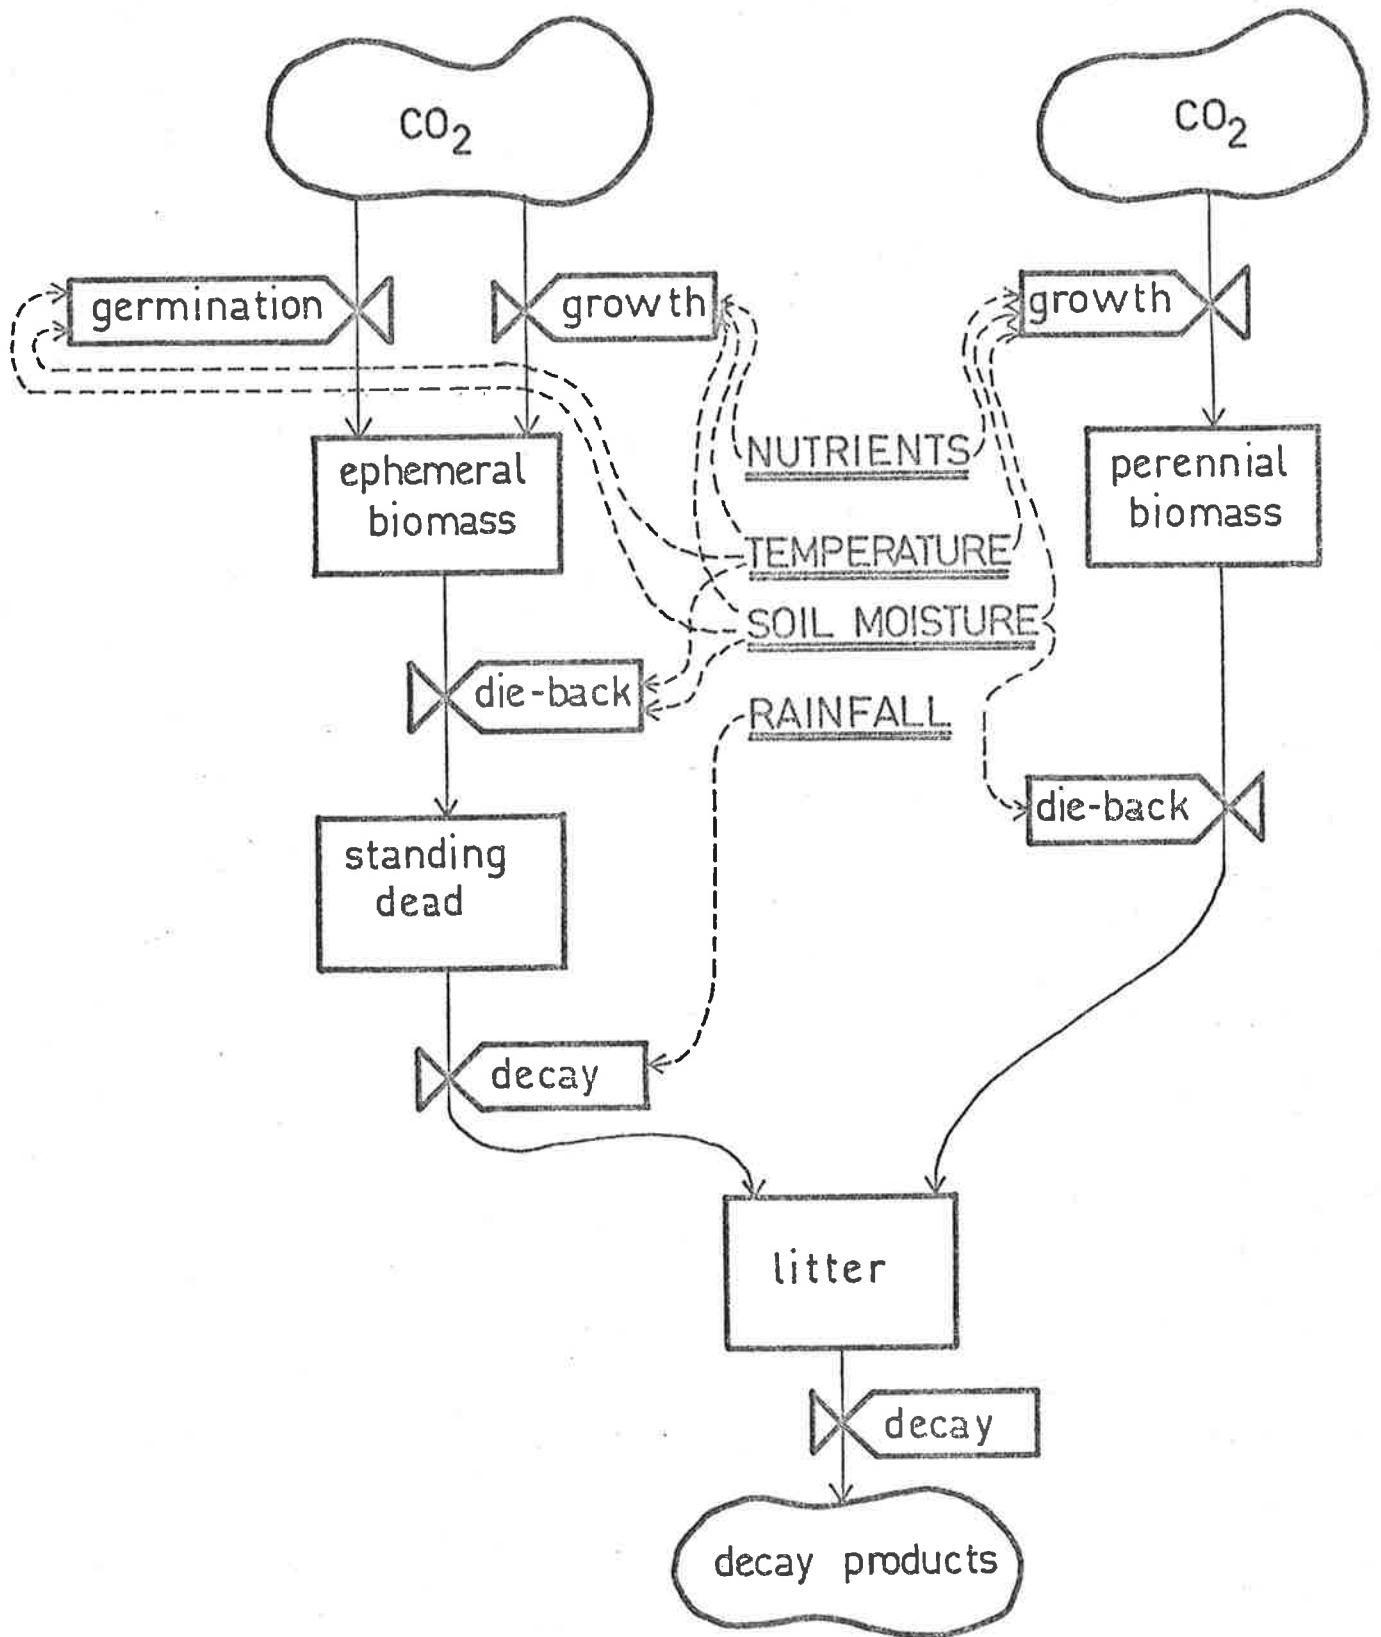 CO2
CO2
germination
growth
growth
NUTRIENTS
ephemeral
biomass
perennial
biomass
TEMPERATURE
SOIL MOISTURE
die-back
RAINFALL
die-back
standing
dead
decay
litter
decay
decay products